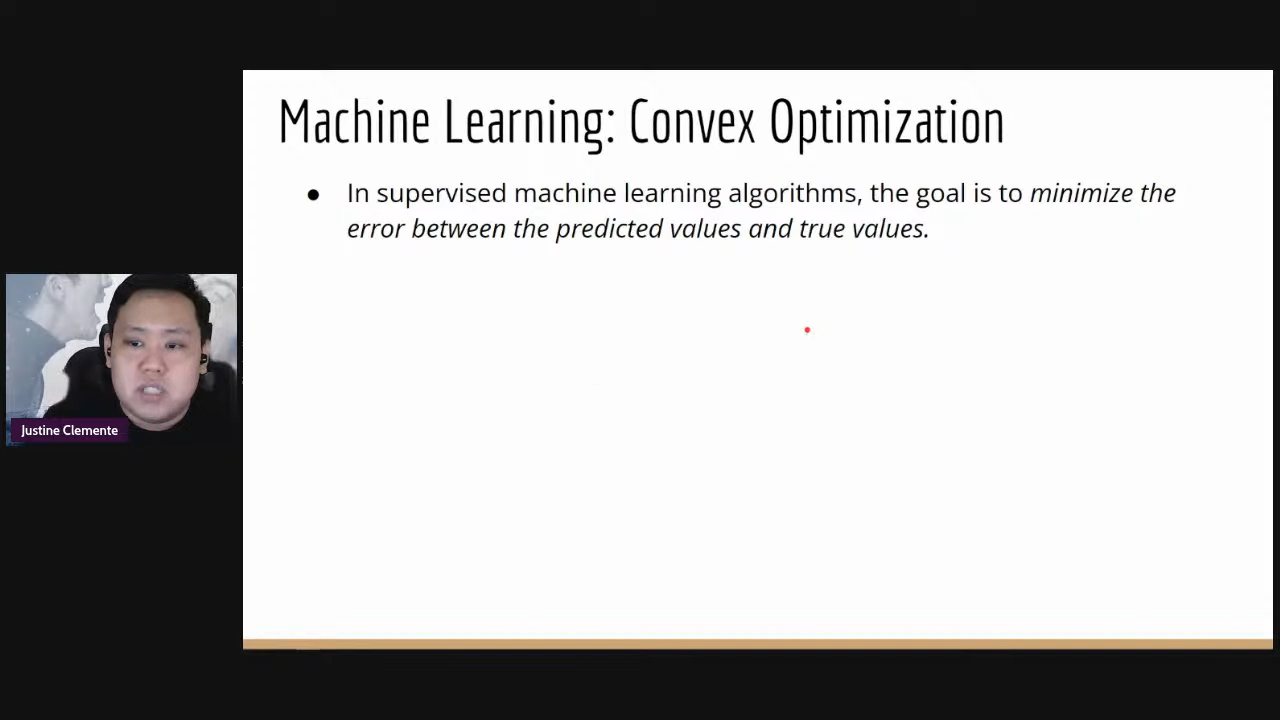 Machine Learning: Convex Optimization
● In supervised machine learning algorithms, the goal is to minimize the
error between the predicted values and true values.
Justine Clemente